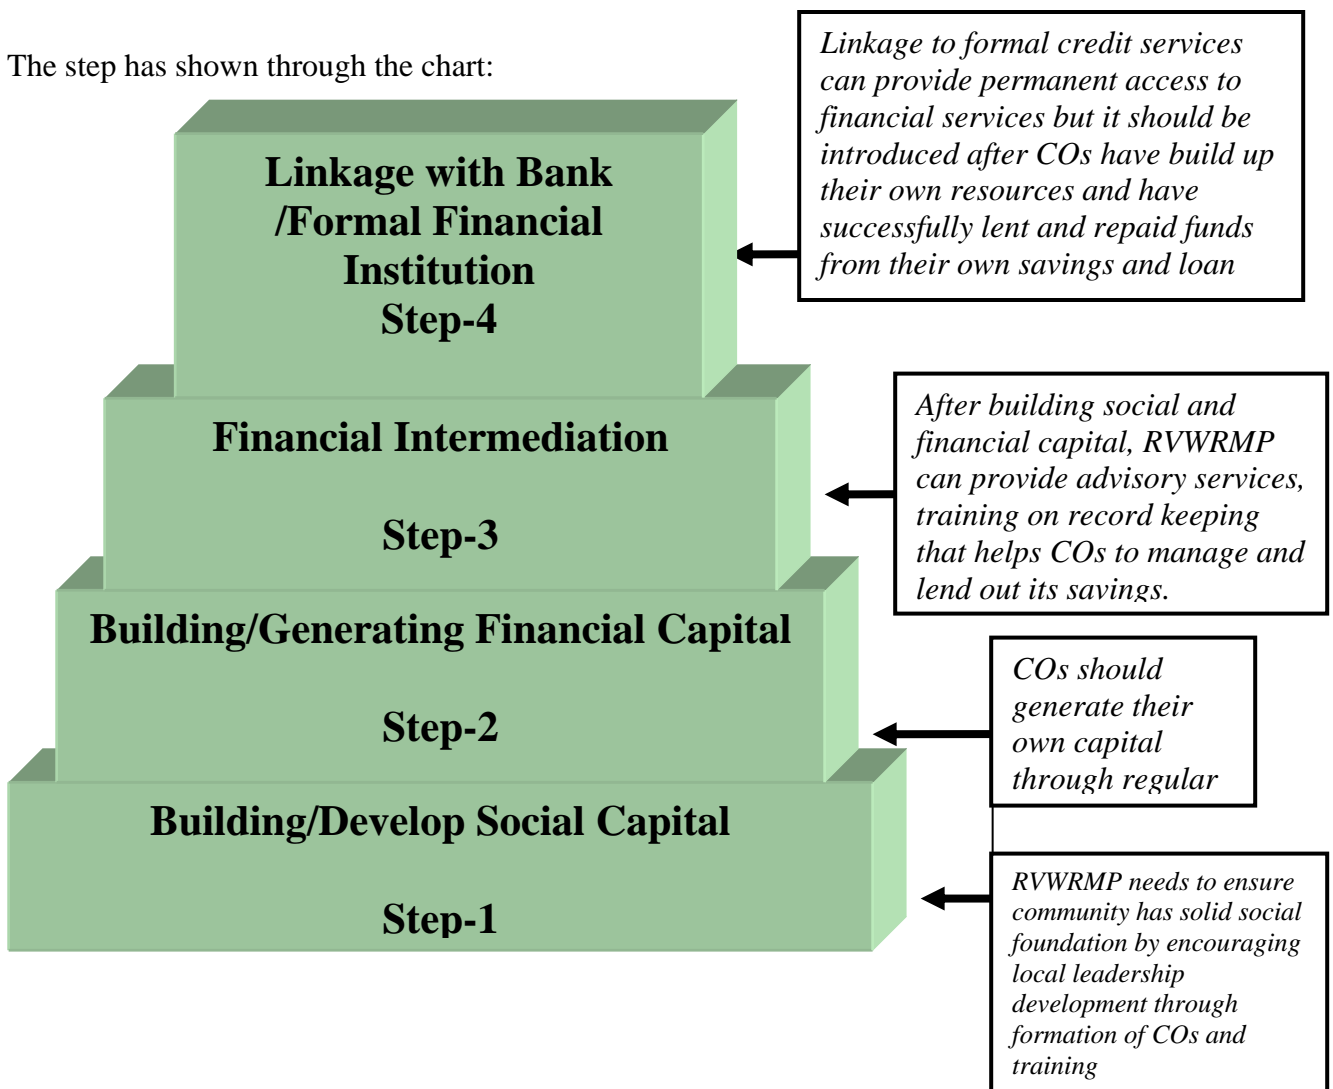 The step has shown through the chart:
Linkage with Bank
/Formal Financial
Institution
Step-4
Linkage to formal credit services
can provide permanent access to
financial services but it should be
introduced after COs have build up
their own resources and have
successfully lent and repaid funds
from their own savings and loan
Financial Intermediation
Step-3
After building social and
financial capital, RVWRMP
can provide advisory services,
training on record keeping
that helps COs to manage and
lend out its savings.
Building/Generating Financial Capital
Step-2
COs should
generate their
own capital
through regular
Building/Develop Social Capital
Step-1
RVWRMP needs to ensure
community has solid social
foundation by encouraging
local leadership
development through
formation of COs and
training